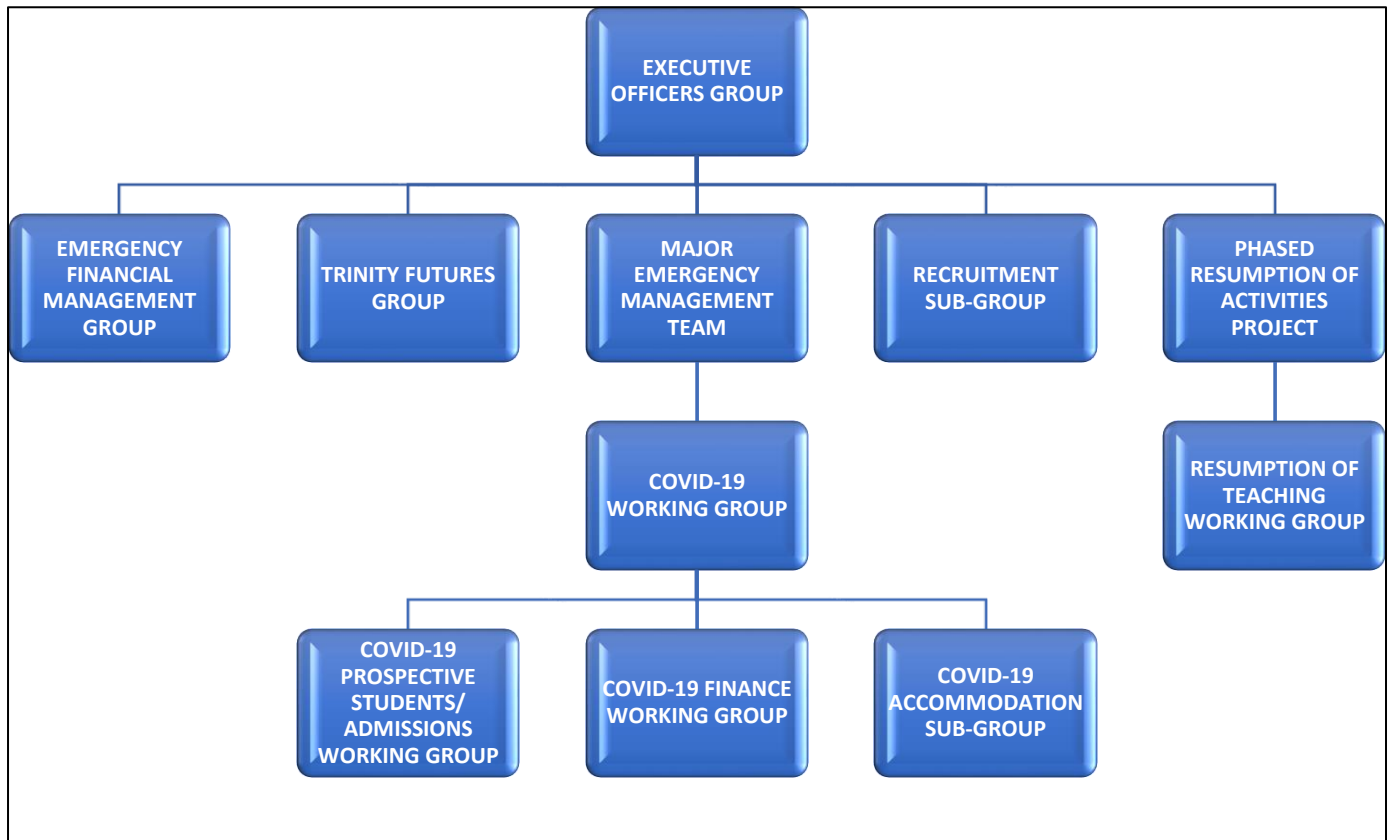 EXECUTIVE
OFFICERS GROUP
EMERGENCY
FINANCIAL
MANAGEMENT
GROUP
TRINITY FUTURES
GROUP
MAJOR
EMERGENCY
MANAGEMENT
TEAM
RECRUITMENT
SUB-GROUP
PHASED
RESUMPTION OF
ACTIVITIES
PROJECT
COVID-19
WORKING GROUP
RESUMPTION OF
TEACHING
WORKING GROUP
COVID-19
PROSPECTIVE
STUDENTS/
ADMISSIONS
WORKING GROUP
COVID-19 FINANCE
WORKING GROUP
COVID-19
ACCOMMODATION
SUB-GROUP